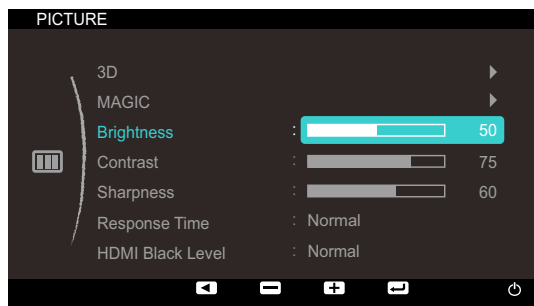 PICTURE
3D
MAGIC
Brightness : 50
Contrast : 75
Sharpness : 60
Response Time : Normal
HDMI Black Level : Normal